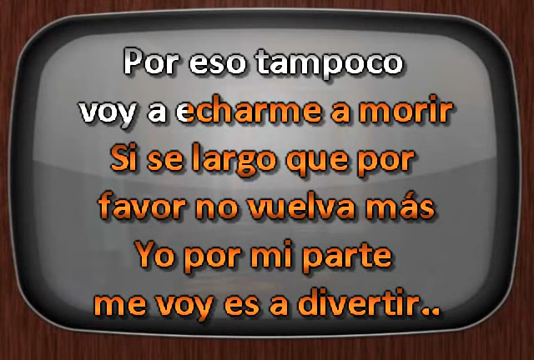 Por eso tampoco
voy a echarme a morir
Si se largo que por
favor no vuelva más
Yo por mi parte
me voy es a divertir..